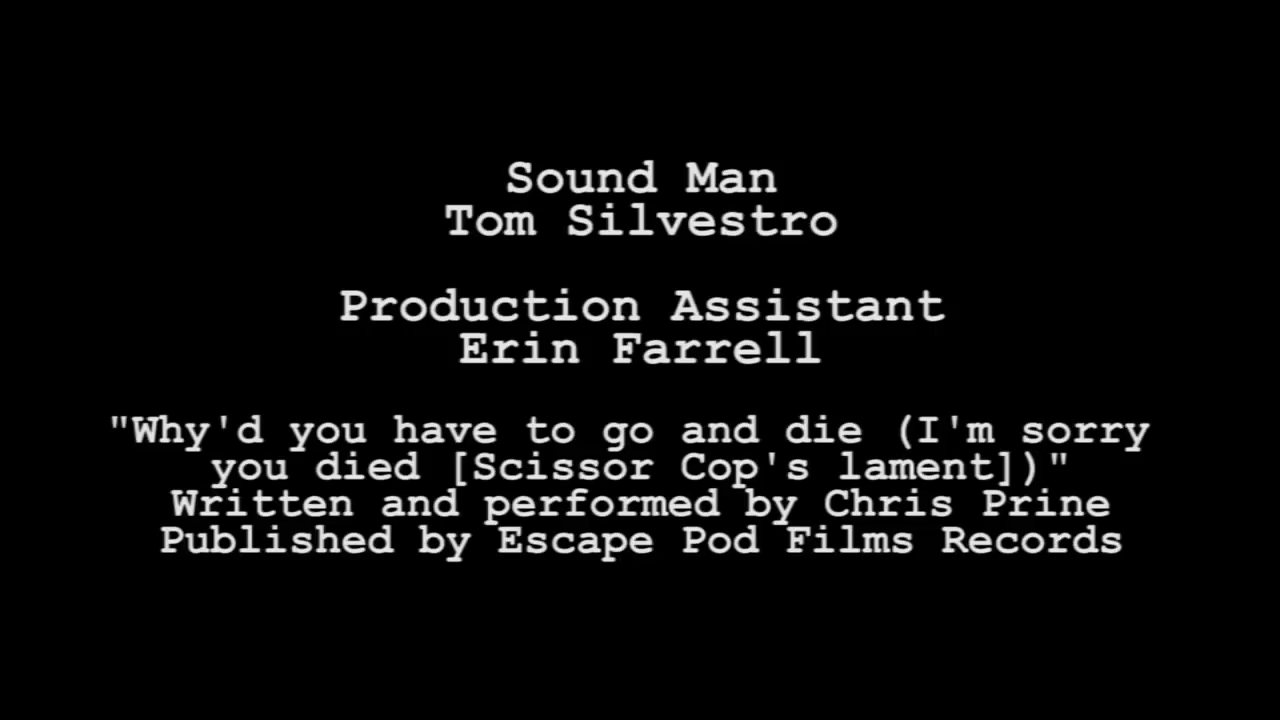 Sound Man
Tom Silvestro
Production Assistant
Erin Farrell
"Why'd you have to go and die (I'm sorry
you died [Scissor Cop's lament])"
Written and performed by Chris Prine
Published by Escape Pod Films Records